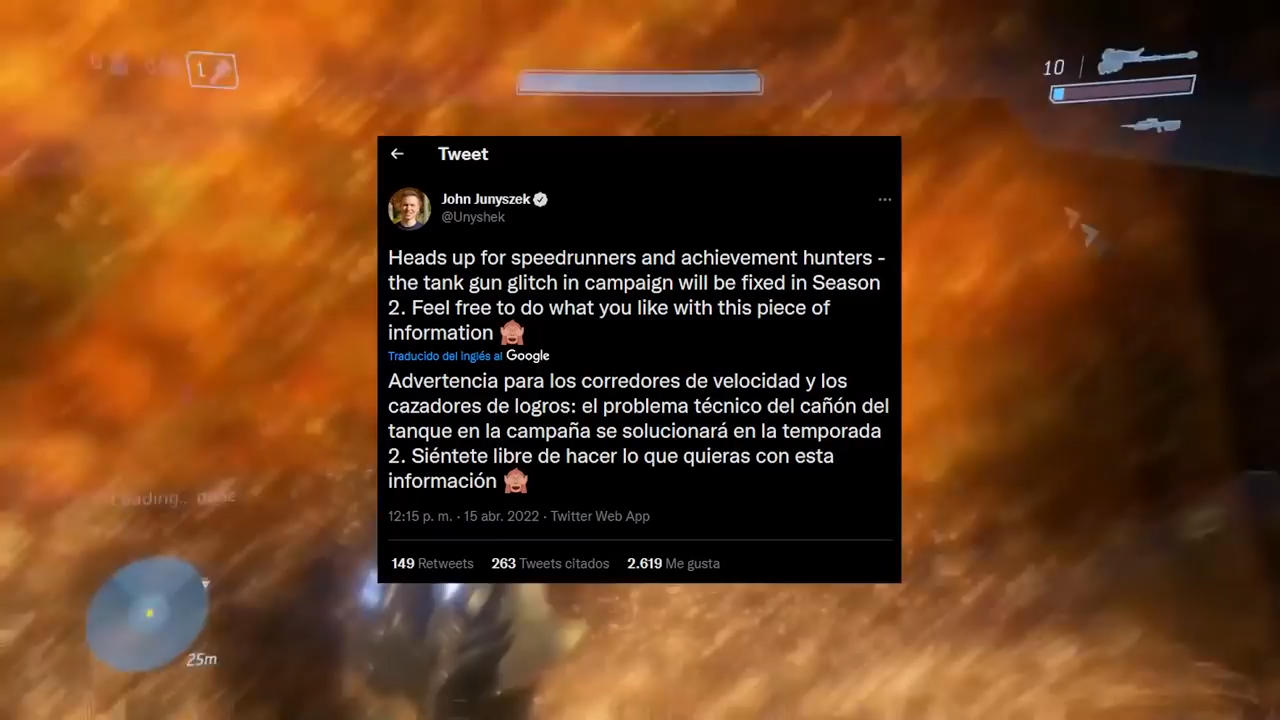 1
10
Tweet
John Junyszek
@Unyshek
Heads up for speedrunners and achievement hunters -
the tank gun glitch in campaign will be fixed in Season
2. Feel free to do what you like with this piece of
information 🙈
Traducido del inglés al Google
Advertencia para los corredores de velocidad y los
cazadores de logros: el problema técnico del cañón del
tanque en la campaña se solucionará en la temporada
2. Siéntete libre de hacer lo que quieras con esta
información 🙈
Loading.. done
12:15 p. m. · 15 abr. 2022 · Twitter Web App
149 Retweets 263 Tweets citados 2.619 Me gusta
25m